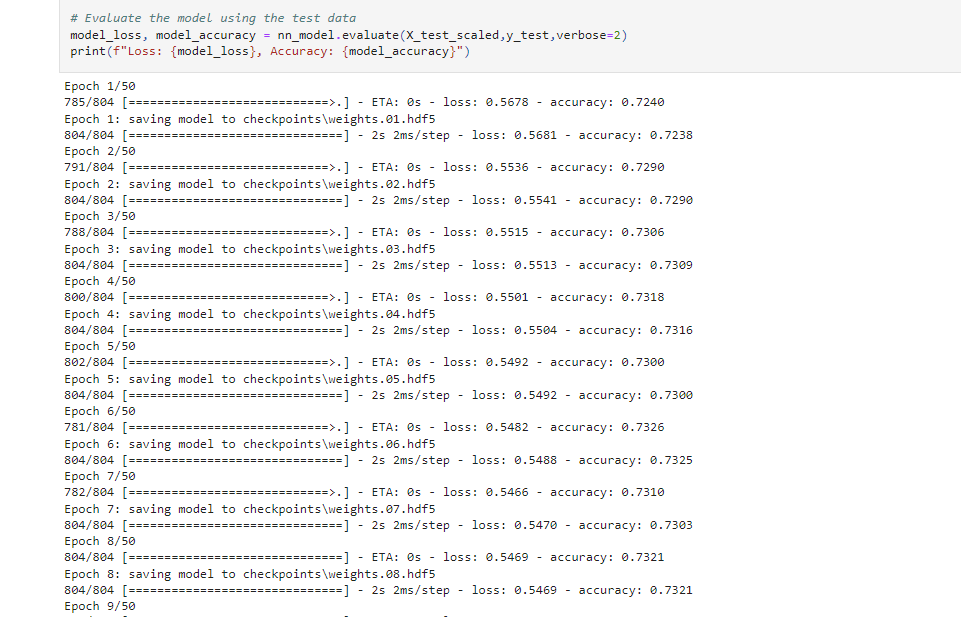 # Evaluate the model using the test data
model_loss, model_accuracy = nn_model.evaluate(X_test_scaled,y_test,verbose=2)
print(f"Loss: {model_loss}, Accuracy: {model_accuracy}")
Epoch 1/50
785/804 [============================>.] - ETA: 0s - loss: 0.5678 - accuracy: 0.7240
Epoch 1: saving model to checkpoints\weights.01.hdf5
804/804 [==============================] - 2s 2ms/step - loss: 0.5681 - accuracy: 0.7238
Epoch 2/50
791/804 [============================>.] - ETA: 0s - loss: 0.5536 - accuracy: 0.7290
Epoch 2: saving model to checkpoints\weights.02.hdf5
804/804 [==============================] - 2s 2ms/step - loss: 0.5541 - accuracy: 0.7290
Epoch 3/50
788/804 [============================>.] - ETA: 0s - loss: 0.5515 - accuracy: 0.7306
Epoch 3: saving model to checkpoints\weights.03.hdf5
804/804 [==============================] - 2s 2ms/step - loss: 0.5513 - accuracy: 0.7309
Epoch 4/50
800/804 [============================>.] - ETA: 0s - loss: 0.5501 - accuracy: 0.7318
Epoch 4: saving model to checkpoints\weights.04.hdf5
804/804 [==============================] - 2s 2ms/step - loss: 0.5504 - accuracy: 0.7316
Epoch 5/50
802/804 [============================>.] - ETA: 0s - loss: 0.5492 - accuracy: 0.7300
Epoch 5: saving model to checkpoints\weights.05.hdf5
804/804 [==============================] - 2s 2ms/step - loss: 0.5492 - accuracy: 0.7300
Epoch 6/50
781/804 [============================>.] - ETA: 0s - loss: 0.5482 - accuracy: 0.7326
Epoch 6: saving model to checkpoints\weights.06.hdf5
804/804 [==============================] - 2s 2ms/step - loss: 0.5488 - accuracy: 0.7325
Epoch 7/50
782/804 [============================>.] - ETA: 0s - loss: 0.5466 - accuracy: 0.7310
Epoch 7: saving model to checkpoints\weights.07.hdf5
804/804 [==============================] - 2s 2ms/step - loss: 0.5470 - accuracy: 0.7303
Epoch 8/50
804/804 [==============================] - ETA: 0s - loss: 0.5469 - accuracy: 0.7321
Epoch 8: saving model to checkpoints\weights.08.hdf5
804/804 [==============================] - 2s 2ms/step - loss: 0.5469 - accuracy: 0.7321
Epoch 9/50